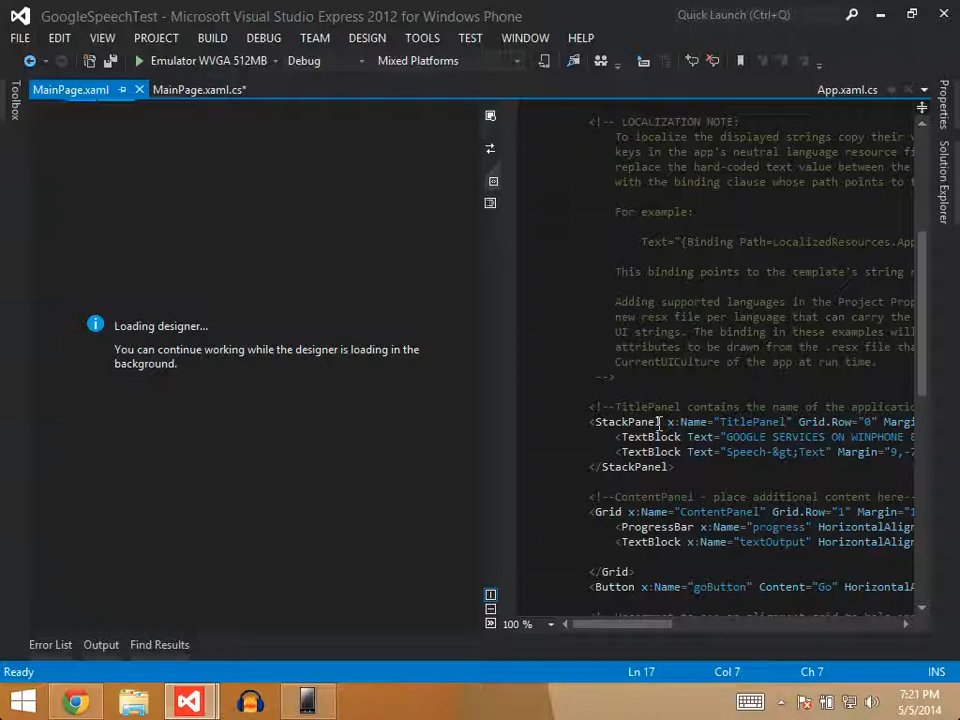 GoogleSpeechTest - Microsoft Visual Studio Express 2012 for Windows Phone
Quick Launch (Ctrl+Q)
FILE EDIT VIEW PROJECT BUILD DEBUG TEAM DESIGN TOOLS TEST WINDOW HELP
Emulator WVGA 512MB Debug Mixed Platforms
Toolbox
MainPage.xaml MainPage.xaml.cs* App.xaml.cs
Properties
Solution Explorer
Loading designer...
You can continue working while the designer is loading in the
background.
<!-- LOCALIZATION NOTE:
To localize the displayed strings copy their
keys in the app's neutral language resource fi
replace the hard-coded text value between the
with the binding clause whose path points to
For example:
Text="{Binding Path=LocalizedResources.App
This binding points to the template's string
Adding supported languages in the Project Prop
new resx file per language that can carry the
UI strings. The binding in these examples will
attributes to be drawn from the .resx file tha
CurrentUICulture of the app at run time.
-->
<!--TitlePanel contains the name of the applicatio
<StackPanel x:Name="TitlePanel" Grid.Row="0" Margi
<TextBlock Text="GOOGLE SERVICES ON WINPHONE 8
<TextBlock Text="Speech-&gt;Text" Margin="9,-7
</StackPanel>
<!--ContentPanel - place additional content here--
<Grid x:Name="ContentPanel" Grid.Row="1" Margin="1
<ProgressBar x:Name="progress" HorizontalAlign
<TextBlock x:Name="textOutput" HorizontalAlign
</Grid>
<Button x:Name="goButton" Content="Go" HorizontalA
100 %
Error List Output Find Results
Ready Ln 17 Col 7 Ch 7 INS
7:21 PM
5/5/2014